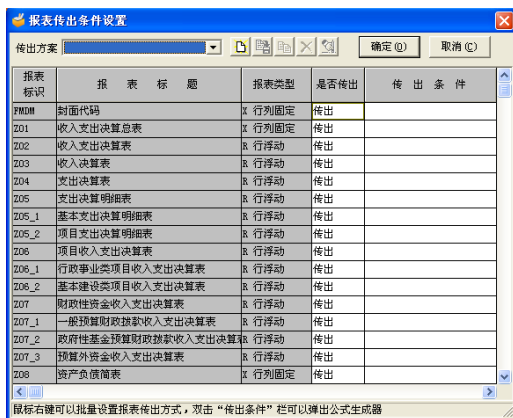 报表传出条件设置
传出方案 确定(O) 取消(C)
报表标识 报 表 标 题 报表类型 是否传出 传 出 条 件
FMDM 封面代码 X 行列固定 传出
Z01 收入支出决算总表 X 行列固定 传出
Z02 收入支出决算表 R 行浮动 传出
Z03 收入决算表 R 行浮动 传出
Z04 支出决算表 R 行浮动 传出
Z05 支出决算明细表 R 行浮动 传出
Z05_1 基本支出决算明细表 R 行浮动 传出
Z05_2 项目支出决算明细表 R 行浮动 传出
Z06 项目收入支出决算表 R 行浮动 传出
Z06_1 行政事业类项目收入支出决算表 R 行浮动 传出
Z06_2 基本建设类项目收入支出决算表 R 行浮动 传出
Z07 财政性资金收入支出决算表 R 行浮动 传出
Z07_1 一般预算财政拨款收入支出决算表 R 行浮动 传出
Z07_2 政府性基金预算财政拨款收入支出决算 R 行浮动 传出
Z07_3 预算外资金收入支出决算表 R 行浮动 传出
Z08 资产负债简表 X 行列固定 传出
鼠标右键可以批量设置报表传出方式，双击“传出条件”栏可以弹出公式生成器